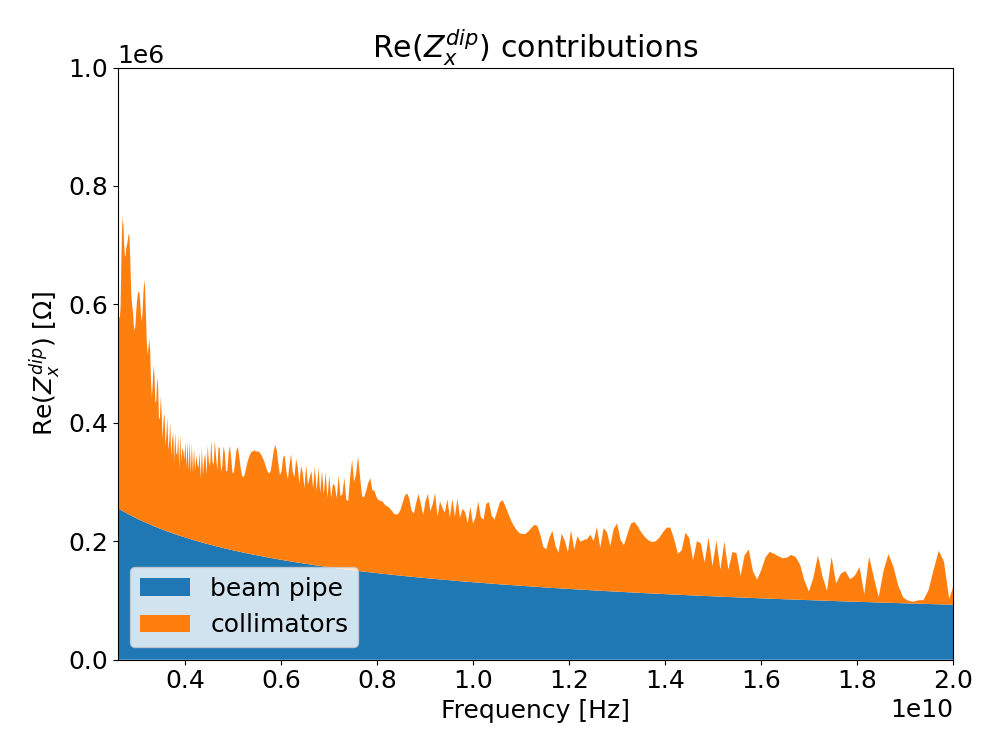 Re(Z_x^{dip}) contributions
1e6
1.0
0.8
0.6
0.4
0.2
0.0
Re(Z_x^{dip}) [Ω]
beam pipe
collimators
0.4 0.6 0.8 1.0 1.2 1.4 1.6 1.8 2.0
Frequency [Hz]
1e10